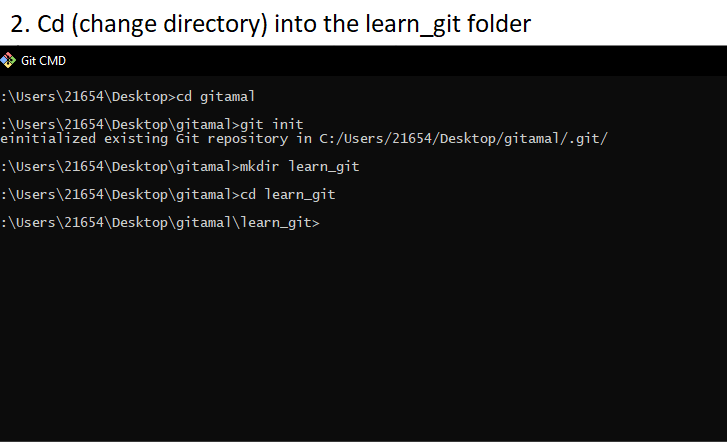 2. Cd (change directory) into the learn_git folder
Git CMD
:\Users\21654\Desktop>cd gitamal
:\Users\21654\Desktop\gitamal>git init
einitialized existing Git repository in C:/Users/21654/Desktop/gitamal/.git/
:\Users\21654\Desktop\gitamal>mkdir learn_git
:\Users\21654\Desktop\gitamal>cd learn_git
:\Users\21654\Desktop\gitamal\learn_git>